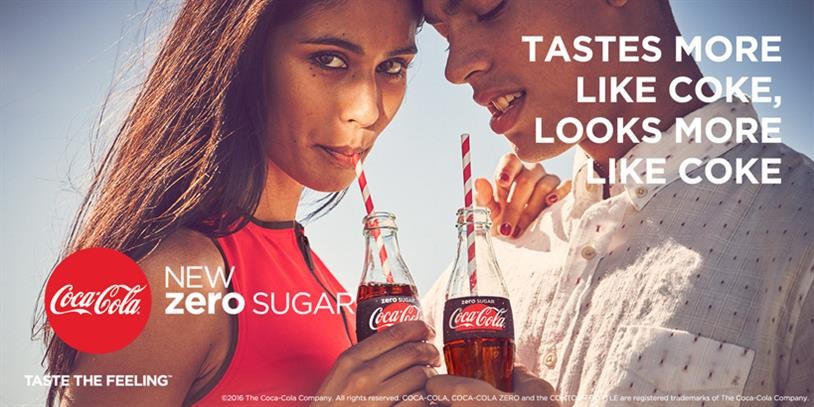 TASTES MORE
LIKE COKE,
LOOKS MORE
LIKE COKE
Coca-Cola
NEW
zero SUGAR
zero SUGAR
Coca-Cola
zero SUGAR
Coca-Cola
TASTE THE FEELING™
©2016 The Coca-Cola Company. All rights reserved. COCA-COLA, COCA-COLA ZERO and the CONTOUR BOTTLE are registered trademarks of The Coca-Cola Company.